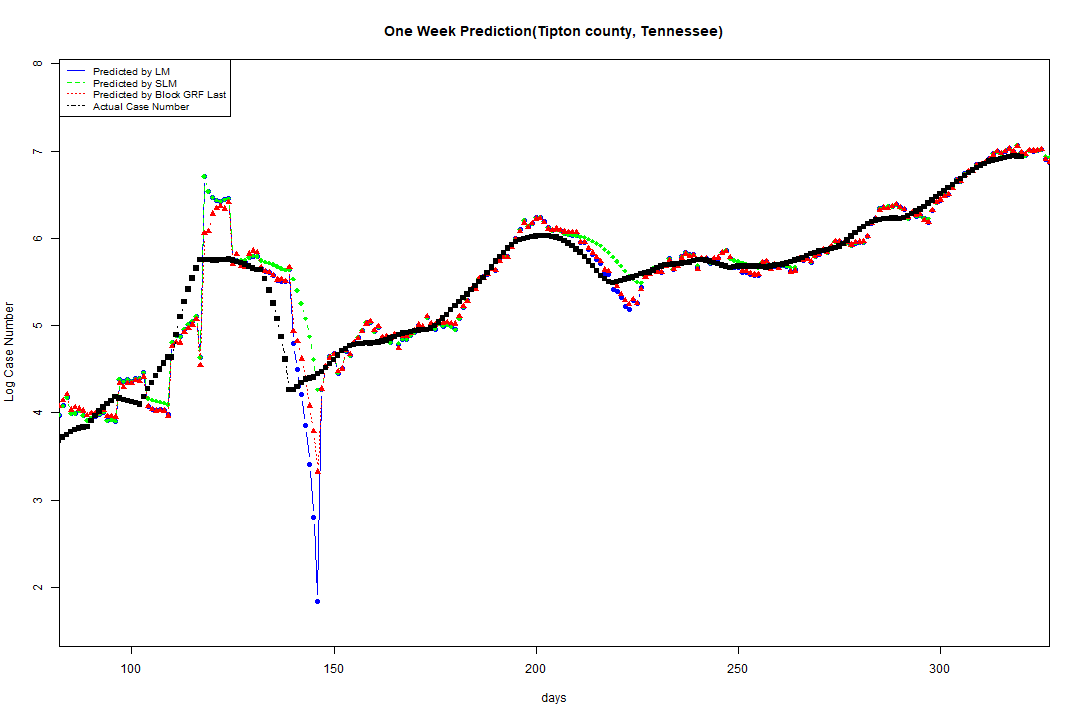 One Week Prediction(Tipton county, Tennessee)
Predicted by LM
Predicted by SLM
Predicted by Block GRF Last
Actual Case Number
8
7
6
5
4
3
2
Log Case Number
100 150 200 250 300
days